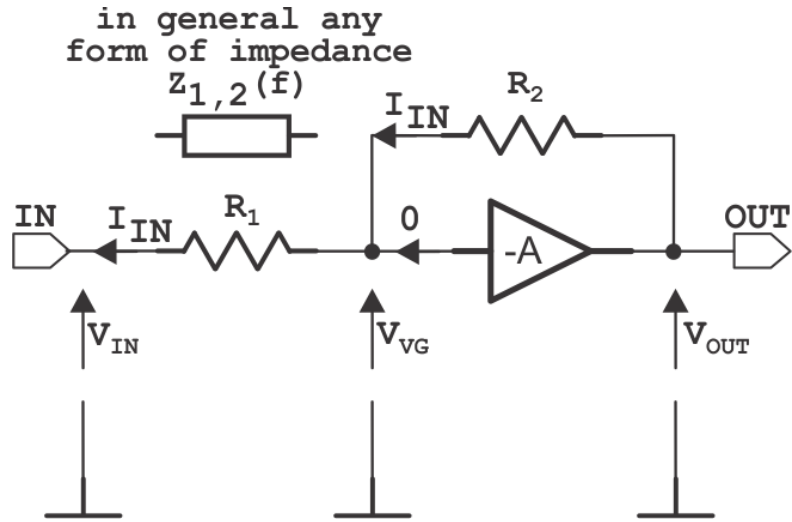 in general any
form of impedance
Z1,2(f)
IIN
R2
IN
IIN
R1
0
-A
OUT
VIN
VVG
VOUT